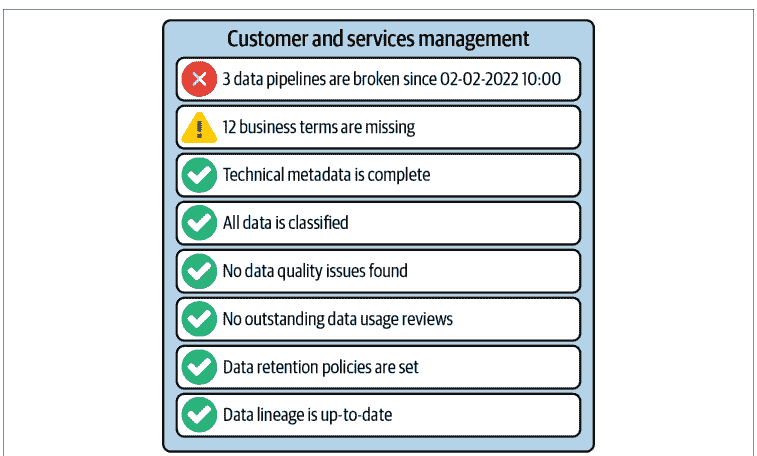 Customer and services management
3 data pipelines are broken since 02-02-2022 10:00
12 business terms are missing
Technical metadata is complete
All data is classified
No data quality issues found
No outstanding data usage reviews
Data retention policies are set
Data lineage is up-to-date